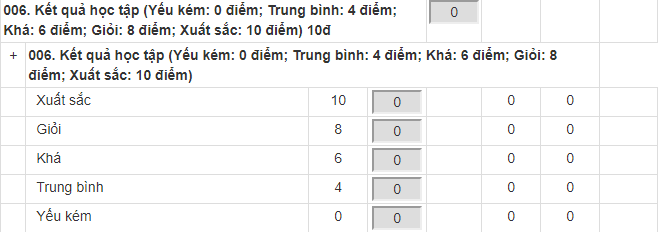 006. Kết quả học tập (Yếu kém: 0 điểm; Trung bình: 4 điểm; 0
Khá: 6 điểm; Giỏi: 8 điểm; Xuất sắc: 10 điểm) 10đ
+ 006. Kết quả học tập (Yếu kém: 0 điểm; Trung bình: 4 điểm; Khá: 6 điểm; Giỏi: 8
điểm; Xuất sắc: 10 điểm)
Xuất sắc 10 0 0 0
Giỏi 8 0 0 0
Khá 6 0 0 0
Trung bình 4 0 0 0
Yếu kém 0 0 0 0